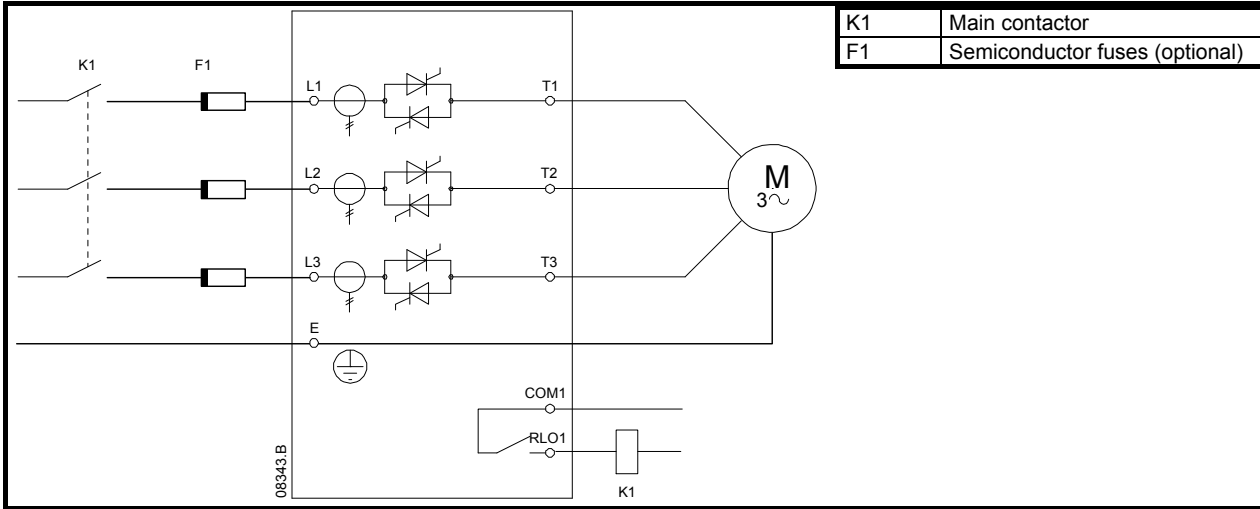 K1 Main contactor
F1 Semiconductor fuses (optional)
K1 F1
L1 T1
L2 T2
M
3~
L3 T3
E
COM1
RLO1
K1
08343.B